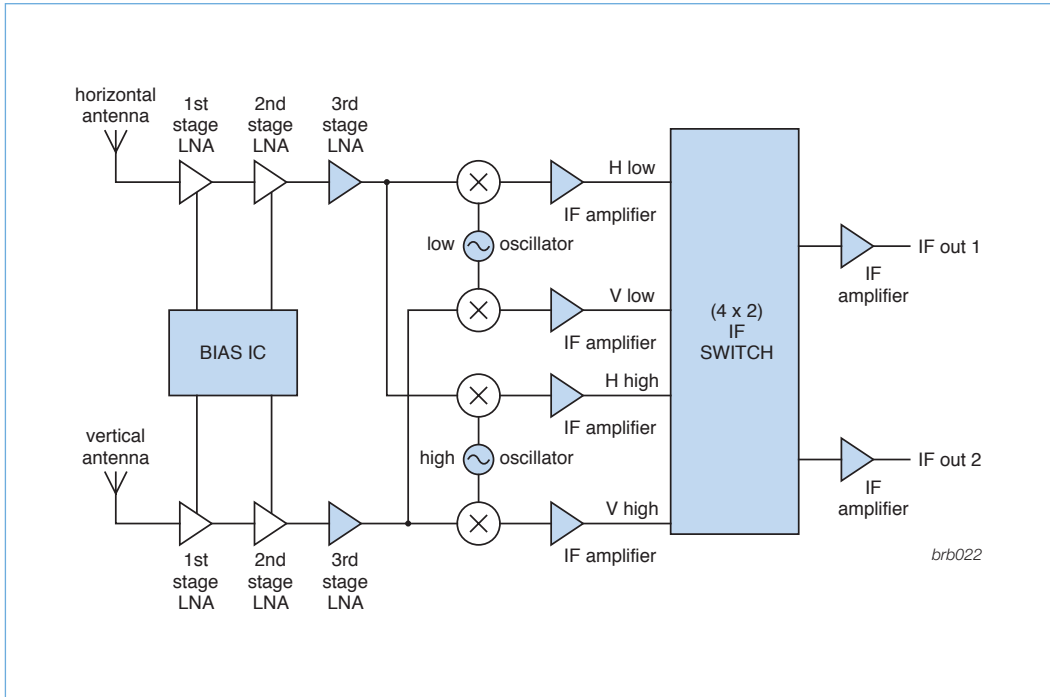 horizontal
antenna
1st
stage
LNA
2nd
stage
LNA
3rd
stage
LNA
H low
IF amplifier
low
oscillator
V low
IF amplifier
BIAS IC
(4 x 2)
IF
SWITCH
IF out 1
IF
amplifier
H high
IF amplifier
vertical
antenna
high
oscillator
V high
IF amplifier
IF out 2
IF
amplifier
1st
stage
LNA
2nd
stage
LNA
3rd
stage
LNA
brb022